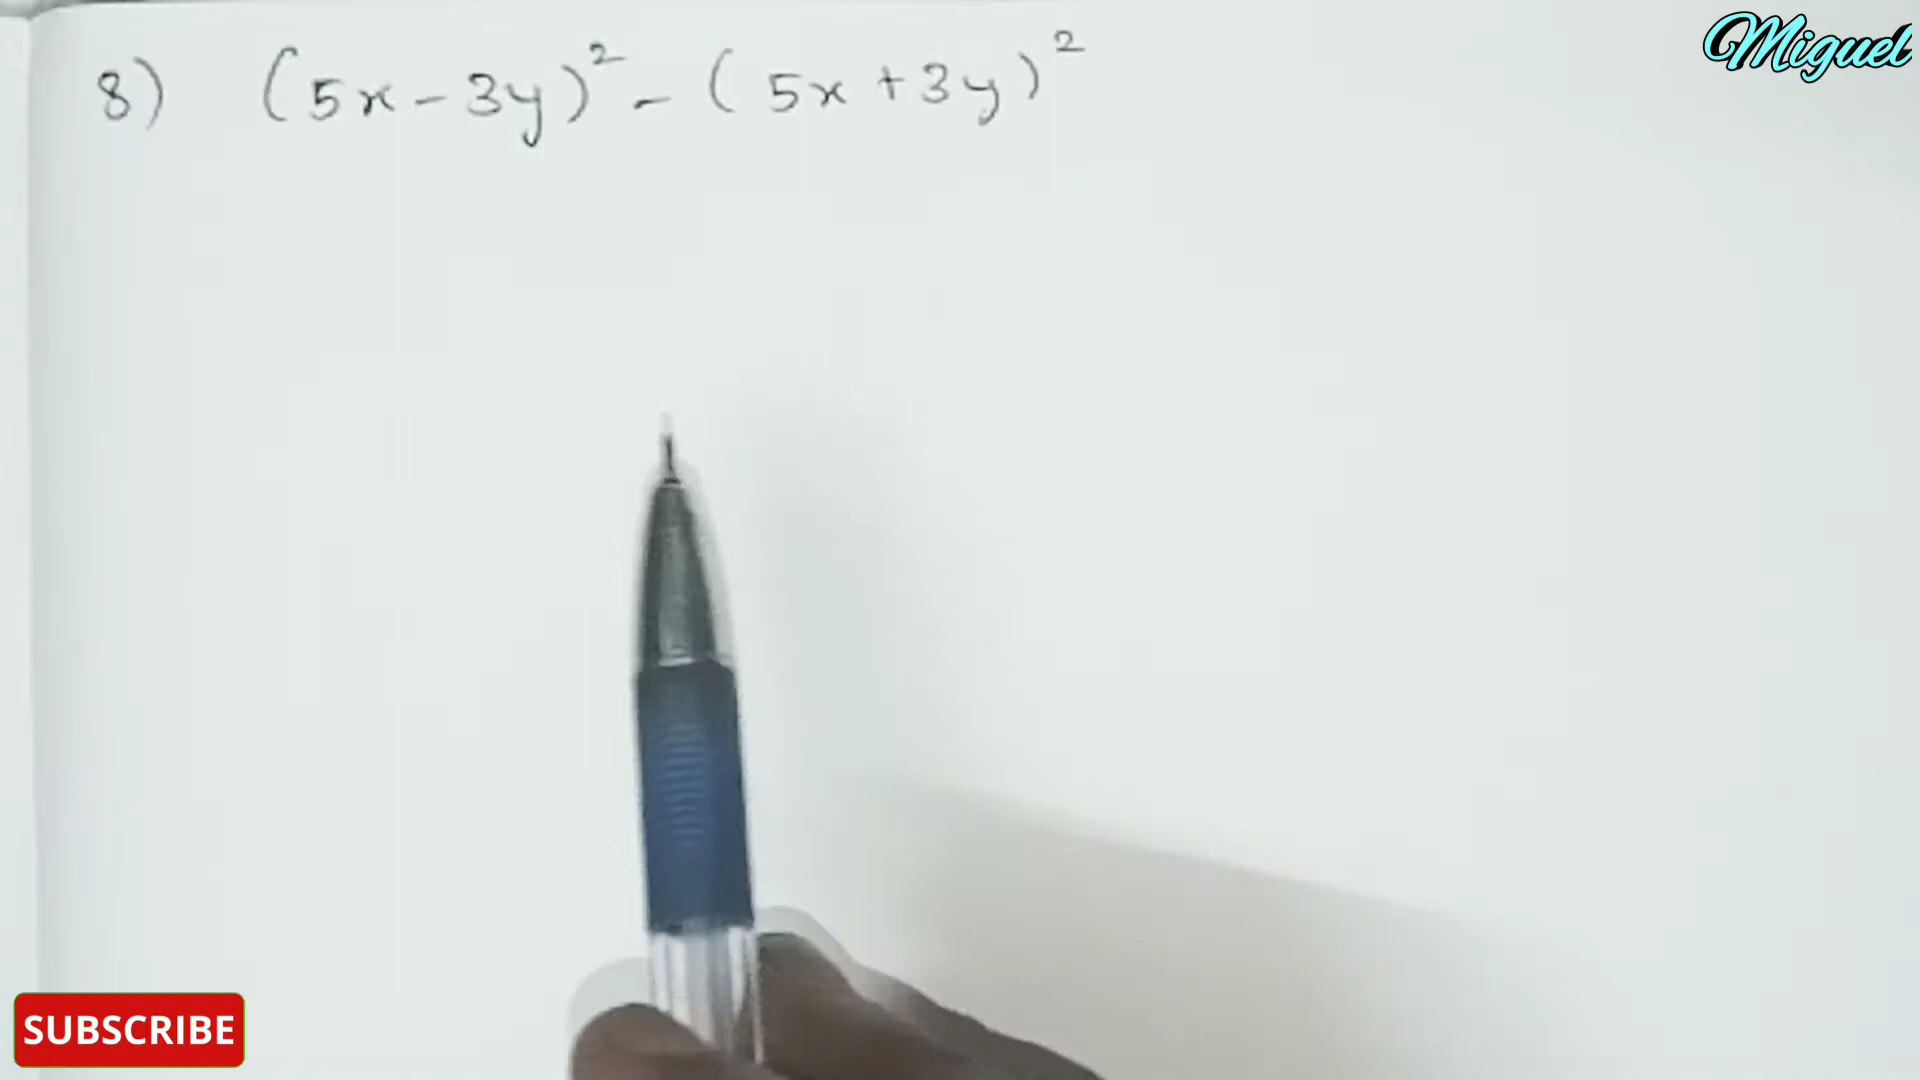 8) (5x - 3y)² - (5x + 3y)²
Miguel
SUBSCRIBE